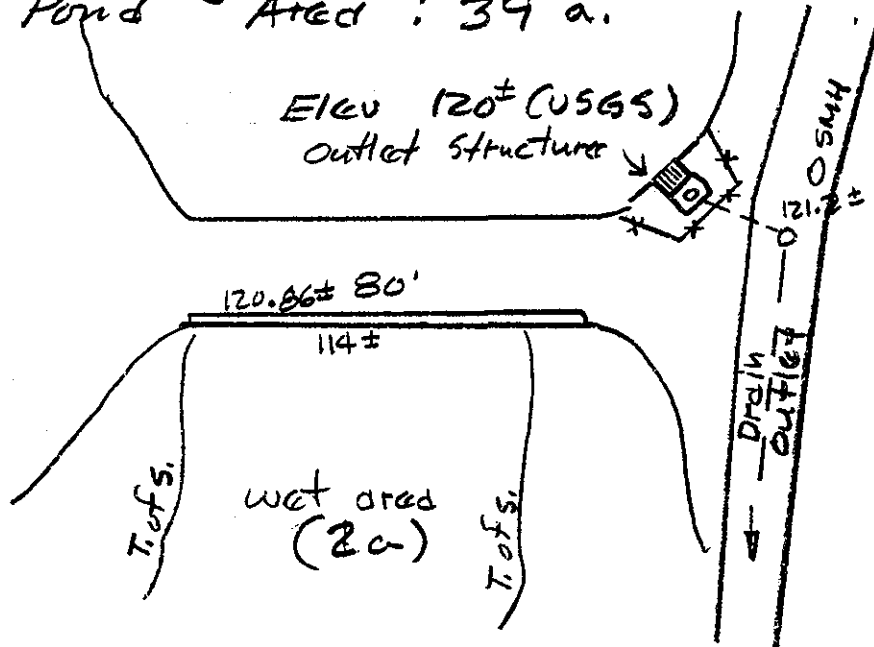 Pond Area : 39 a.
Elev 120± (USGS)
Outlet Structure
O SMH
121.2±
120.86± 80'
114±
Drain
Outlet
T. of S.
wet area
(2a)
T. of S.